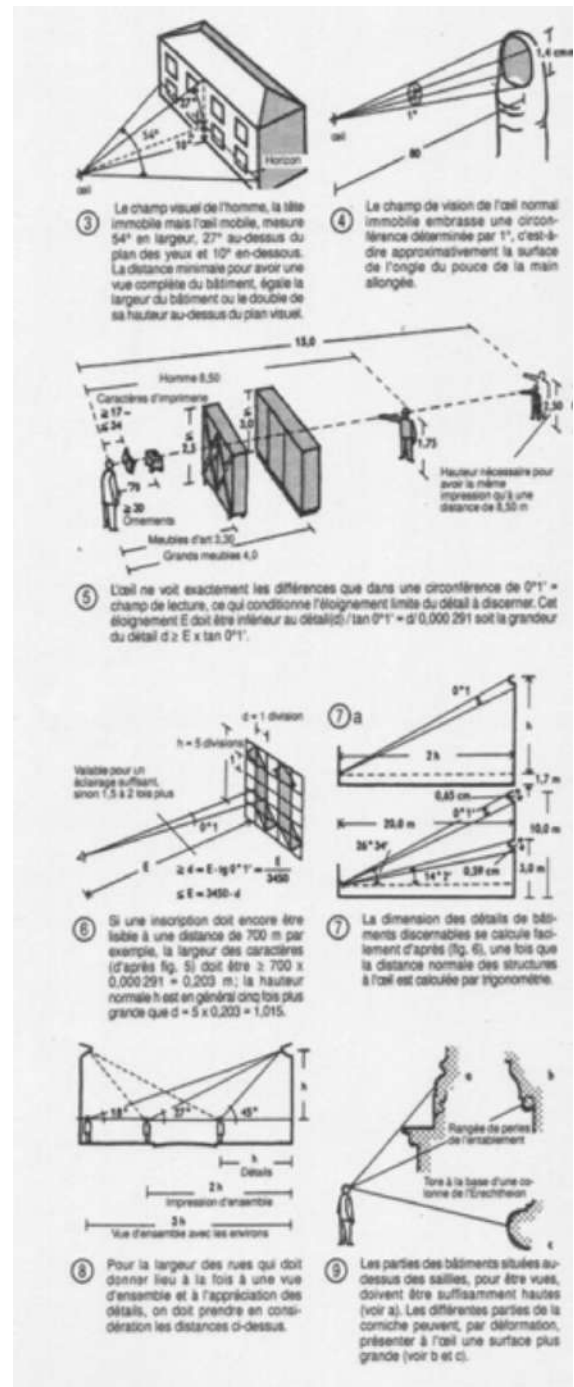 1,4 cmm
27°
1°
54°
10°
œil
80
Horizon
œil
③
Le champ visuel de l'homme, la tête
immobile mais l'œil mobile, mesure
54° en largeur, 27° au-dessus du
plan des yeux et 10° en-dessous.
La distance minimale pour avoir une
vue complète du bâtiment, égale la
largeur du bâtiment ou le double de
sa hauteur au-dessus du plan visuel.
④
Le champ de vision de l'œil normal
immobile embrasse une circon-
férence déterminée par 1°, c'est-à-
dire approximativement la surface
de l'ongle du pouce de la main
allongée.
15,0
Homme 8,50
Caractères d'imprimerie
≥ 17 –
≤ 34
≤ 3,0
1,75
2,50
70
≥ 30
Ornements
Meubles d'art 3,30
Grands meubles 4,0
Hauteur nécessaire pour
avoir la même
impression qu'à une
distance de 8,50 m
⑤
L'œil ne voit exactement les différences que dans une circonférence de 0°1' =
champ de lecture, ce qui conditionne l'éloignement limite du détail à discerner. Cet
éloignement E doit être inférieur au détail(d) / tan 0°1' = d/ 0,000 291 soit la grandeur
du détail d ≥ E x tan 0°1'.
d = 1 division
h = 5 divisions
Valable pour un
éclairage suffisant,
sinon 1,5 à 2 fois plus
0°1
E
≥ d = E · tg 0°1' = E
3450
≤ E = 3450 · d
⑥
Si une inscription doit encore être
lisible à une distance de 700 m par
exemple, la largeur des caractères
(d'après fig. 5) doit être ≥ 700 x
0,000 291 = 0,203 m; la hauteur
normale h est en général cinq fois plus
grande que d = 5 x 0,203 = 1,015.
⑦a
0°1
h
2 h
1,7 m
0,65 cm
0°1'
20,0 m
10,0 m
26° 34'
14° 2'
0,59 cm
3,0 m
⑦
La dimension des détails de bâti-
ments discernables se calcule faci-
lement d'après (fig. 6), une fois que
la distance normale des structures
à l'œil est calculée par trigonométrie.
h
18°
27°
45°
h
Détails
2 h
Impression d'ensemble
3 h
Vue d'ensemble avec les environs
⑧
Pour la largeur des rues qui doit
donner lieu à la fois à une vue
d'ensemble et à l'appréciation des
détails, on doit prendre en consi-
dération les distances ci-dessus.
a
b
Rangée de perles
de l'entablement
Tore à la base d'une co-
lonne de l'Erechtheion
c
⑨
Les parties des bâtiments situées au-
dessus des saillies, pour être vues,
doivent être suffisamment hautes
(voir a). Les différentes parties de la
corniche peuvent, par déformation,
présenter à l'œil une surface plus
grande (voir b et c).